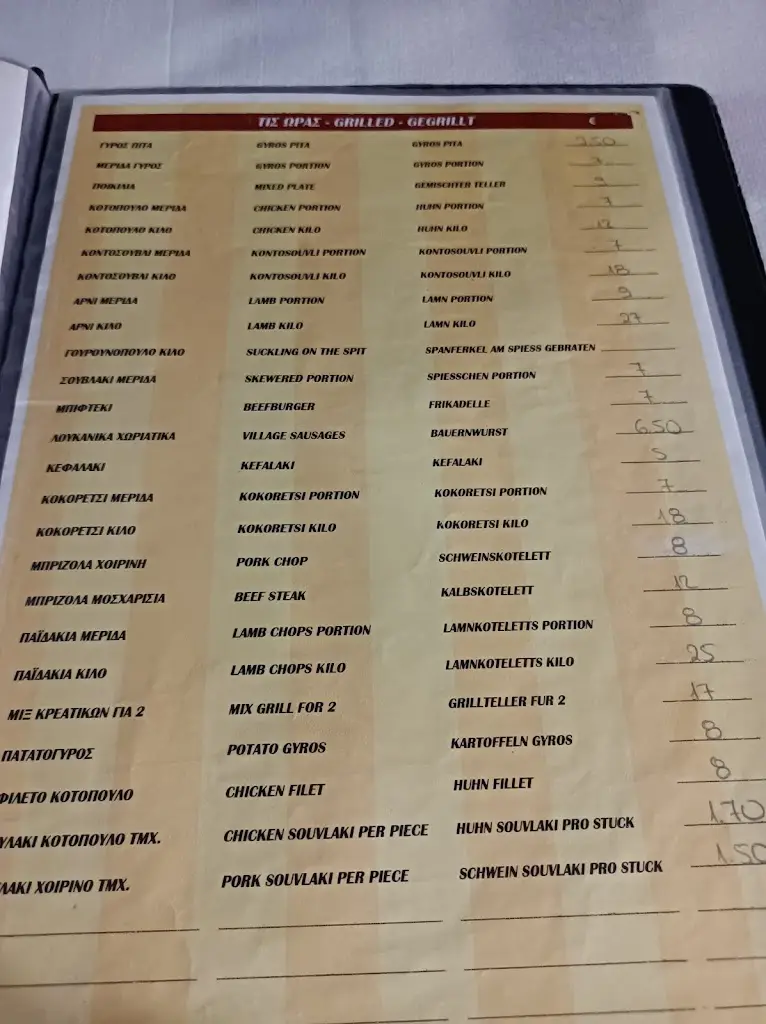 ΤΙΣ ΩΡΑΣ - GRILLED - GEGRILLT €
ΓΥΡΟΣ ΠΙΤΑ GYROS PITA GYROS PITA 2.50
ΜΕΡΙΔΑ ΓΥΡΟΣ GYROS PORTION GYROS PORTION 7
ΠΟΙΚΙΛΙΑ MIXED PLATE GEMISCHTER TELLER 9
ΚΟΤΟΠΟΥΛΟ ΜΕΡΙΔΑ CHICKEN PORTION HUHN PORTION 7
ΚΟΤΟΠΟΥΛΟ ΚΙΛΟ CHICKEN KILO HUHN KILO 12
ΚΟΝΤΟΣΟΥΒΛΙ ΜΕΡΙΔΑ KONTOSOUVLI PORTION KONTOSOUVLI PORTION 7
ΚΟΝΤΟΣΟΥΒΛΙ ΚΙΛΟ KONTOSOUVLI KILO KONTOSOUVLI KILO 18
ΑΡΝΙ ΜΕΡΙΔΑ LAMB PORTION LAMN PORTION 9
ΑΡΝΙ ΚΙΛΟ LAMB KILO LAMN KILO 27
ΓΟΥΡΟΥΝΟΠΟΥΛΟ ΚΙΛΟ SUCKLING ON THE SPIT SPANFERKEL AM SPIESS GEBRATEN
ΣΟΥΒΛΑΚΙ ΜΕΡΙΔΑ SKEWERED PORTION SPIESSCHEN PORTION 7
ΜΠΙΦΤΕΚΙ BEEFBURGER FRIKADELLE 7
ΛΟΥΚΑΝΙΚΑ ΧΩΡΙΑΤΙΚΑ VILLAGE SAUSAGES BAUERNWURST 6.50
ΚΕΦΑΛΑΚΙ KEFALAKI KEFALAKI 5
ΚΟΚΟΡΕΤΣΙ ΜΕΡΙΔΑ KOKORETSI PORTION KOKORETSI PORTION 7
ΚΟΚΟΡΕΤΣΙ ΚΙΛΟ KOKORETSI KILO KOKORETSI KILO 18
ΜΠΡΙΖΟΛΑ ΧΟΙΡΙΝΗ PORK CHOP SCHWEINSKOTELETT 8
ΜΠΡΙΖΟΛΑ ΜΟΣΧΑΡΙΣΙΑ BEEF STEAK KALBSKOTELETT 12
ΠΑΪΔΑΚΙΑ ΜΕΡΙΔΑ LAMB CHOPS PORTION LAMNKOTELETTS PORTION 8
ΠΑΪΔΑΚΙΑ ΚΙΛΟ LAMB CHOPS KILO LAMNKOTELETTS KILO 25
ΜΙΞ ΚΡΕΑΤΙΚΩΝ ΓΙΑ 2 MIX GRILL FOR 2 GRILLTELLER FUR 2 17
ΠΑΤΑΤΟΓΥΡΟΣ POTATO GYROS KARTOFFELN GYROS 8
ΦΙΛΕΤΟ ΚΟΤΟΠΟΥΛΟ CHICKEN FILET HUHN FILLET 8
ΥΛΑΚΙ ΚΟΤΟΠΟΥΛΟ ΤΜΧ. CHICKEN SOUVLAKI PER PIECE HUHN SOUVLAKI PRO STUCK 1.70
ΛΑΚΙ ΧΟΙΡΙΝΟ ΤΜΧ. PORK SOUVLAKI PER PIECE SCHWEIN SOUVLAKI PRO STUCK 1.50